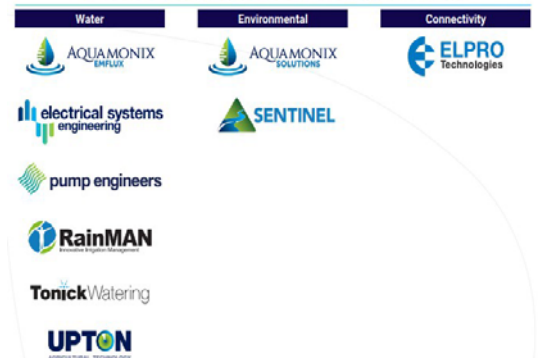 Water
Environmental
Connectivity
AQUAMONIX
EMFLUX
AQUAMONIX
SOLUTIONS
ELPRO
Technologies
electrical systems
engineering
SENTINEL
pump engineers
RainMAN
Innovative Irrigation Management
TonickWatering
UPTON